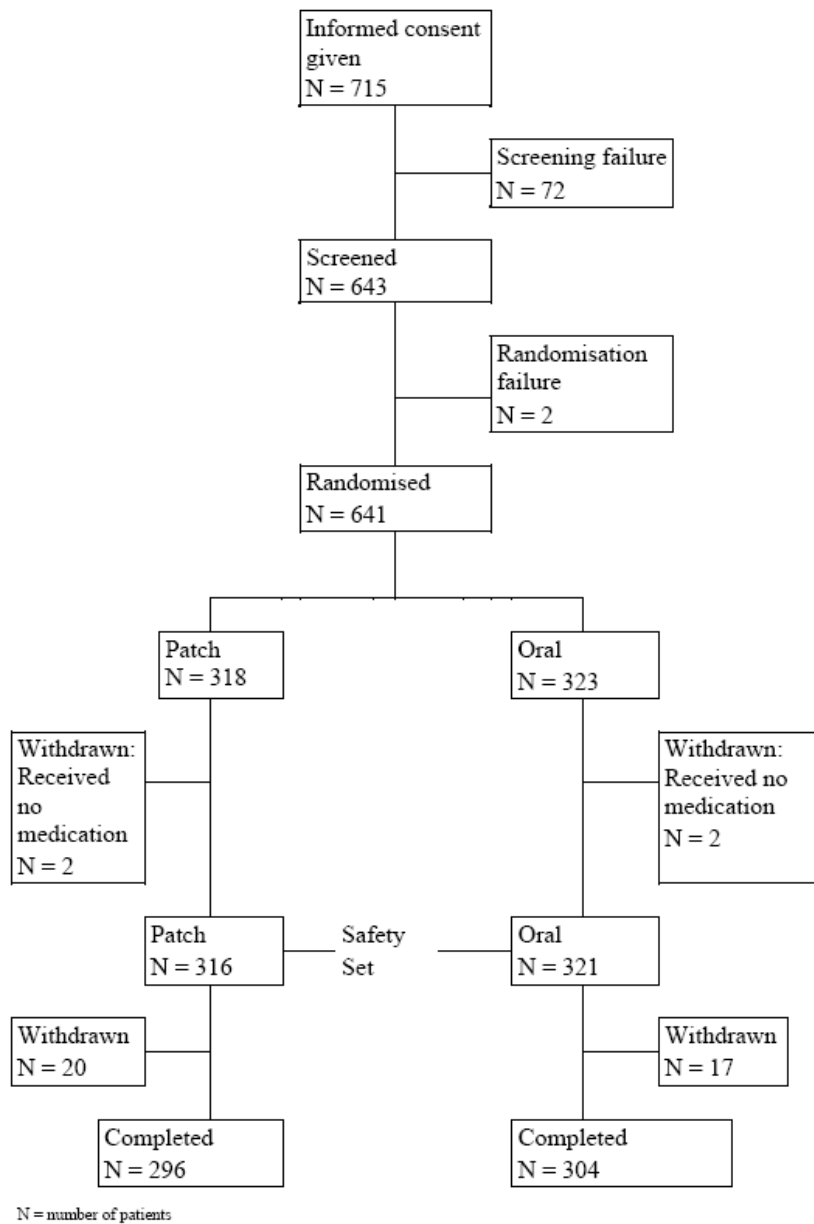 Informed consent
given
N = 715
Screening failure
N = 72
Screened
N = 643
Randomisation
failure
N = 2
Randomised
N = 641
Patch
N = 318
Oral
N = 323
Withdrawn:
Received
no
medication
N = 2
Withdrawn:
Received no
medication
N = 2
Patch
N = 316
Safety
Set
Oral
N = 321
Withdrawn
N = 20
Withdrawn
N = 17
Completed
N = 296
Completed
N = 304
N = number of patients